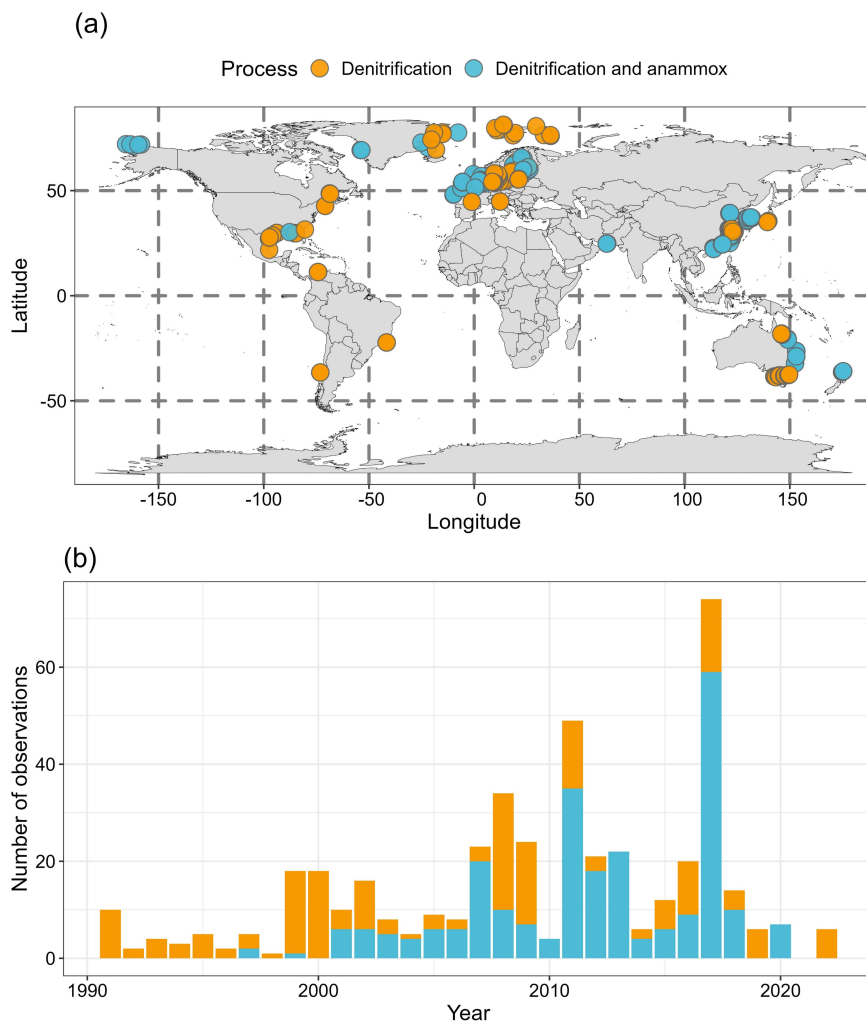 (a)
Process Denitrification Denitrification and anammox
Latitude
50
0
-50
-150 -100 -50 0 50 100 150
Longitude
(b)
Number of observations
60
40
20
0
1990 2000 2010 2020
Year